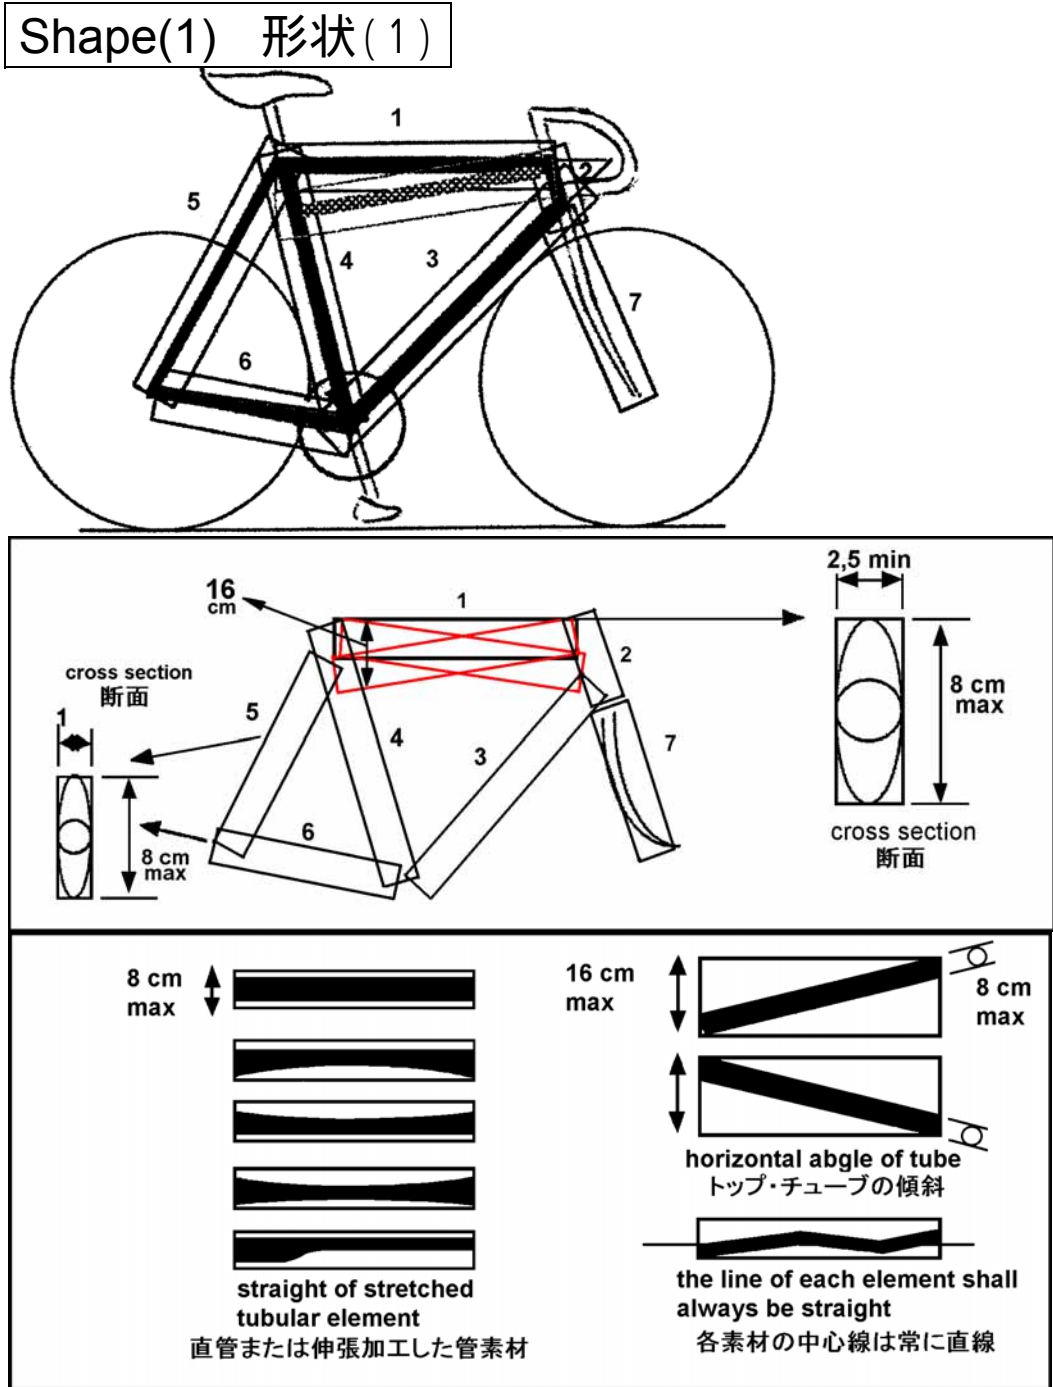 Shape(1) 形状(1)
1
2
5
4
3
7
6
2,5 min
16
cm
1
2
cross section
断面
8 cm
max
1
5
4
3
7
6
8 cm
max
cross section
断面
8 cm
max
16 cm
max
8 cm
max
horizontal abgle of tube
トップ・チューブの傾斜
straight of stretched
tubular element
直管または伸張加工した管素材
the line of each element shall
always be straight
各素材の中心線は常に直線